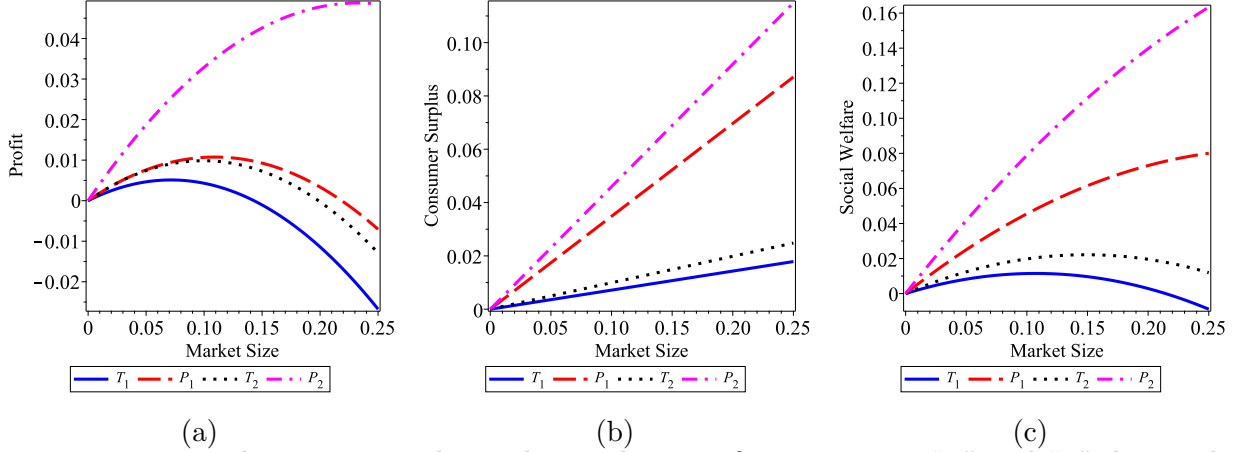 0.04
0.03
0.02
0.01
0
−0.01
−0.02
Profit
0 0.05 0.10 0.15 0.20 0.25
Market Size
T1 P1 T2 P2
(a)
0.10
0.08
0.06
0.04
0.02
0
Consumer Surplus
0 0.05 0.10 0.15 0.20 0.25
Market Size
T1 P1 T2 P2
(b)
0.16
0.14
0.12
0.10
0.08
0.06
0.04
0.02
0
Social Welfare
0 0.05 0.10 0.15 0.20 0.25
Market Size
T1 P1 T2 P2
(c)